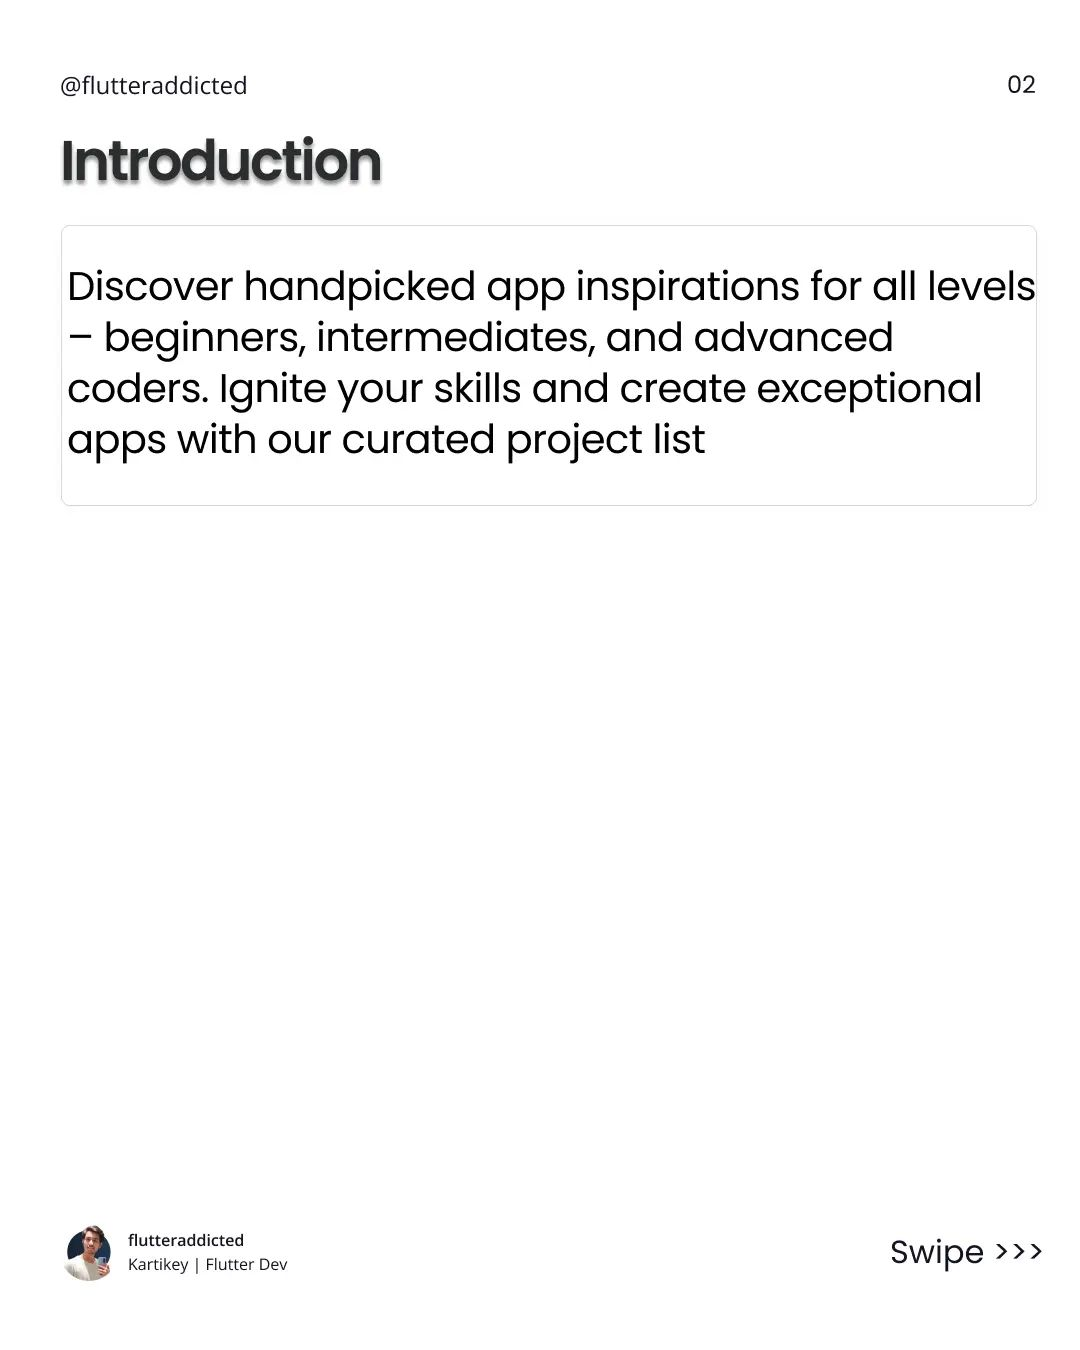 @flutteraddicted
02
Introduction
Discover handpicked app inspirations for all levels
– beginners, intermediates, and advanced
coders. Ignite your skills and create exceptional
apps with our curated project list
flutteraddicted
Kartikey | Flutter Dev
Swipe >>>